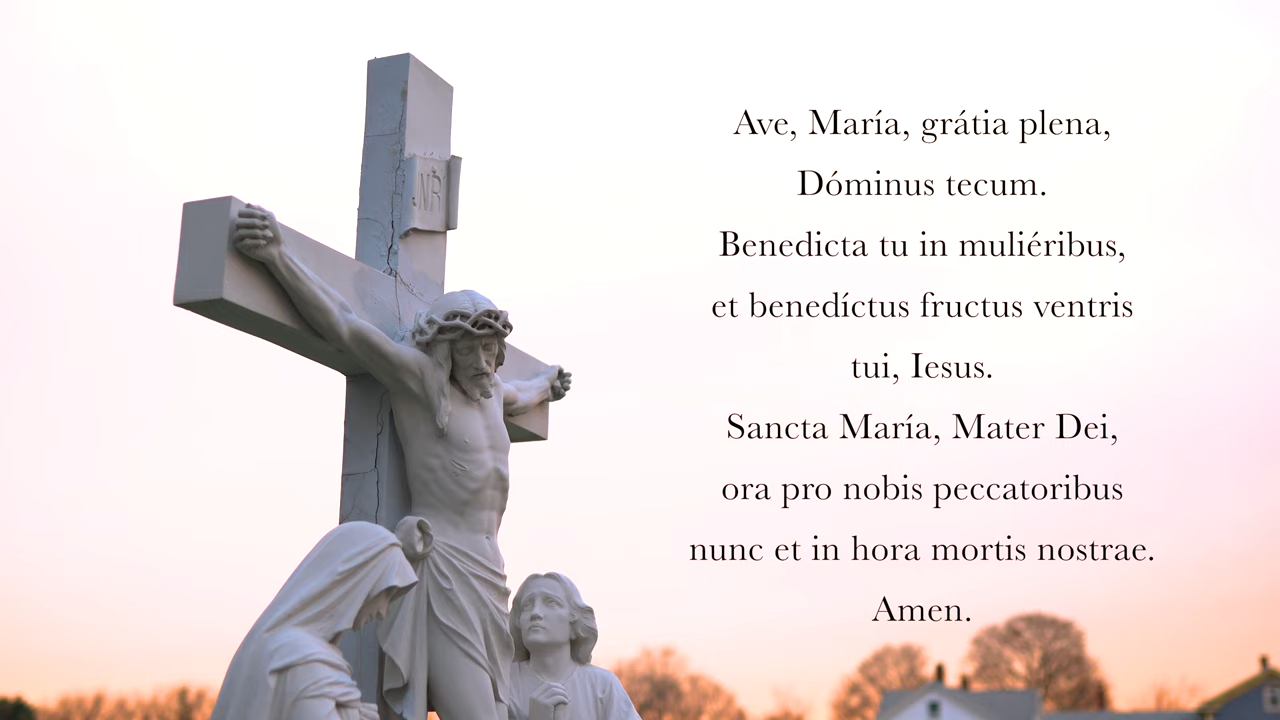 INRI
Ave, María, grátia plena,
Dóminus tecum.
Benedicta tu in muliéribus,
et benedíctus fructus ventris
tui, Iesus.
Sancta María, Mater Dei,
ora pro nobis peccatoribus
nunc et in hora mortis nostrae.
Amen.